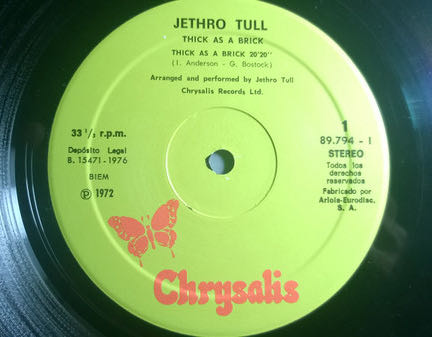 JETHRO TULL
THICK AS A BRICK
THICK AS A BRICK 20'20"
(I. Anderson - G. Bostock)
Arranged and performed by Jethro Tull
Chrysalis Records Ltd.
33 ⅓ r.p.m.
Depósito Legal
B. 15471-1976
BIEM
Ⓟ 1972
1
89.794 - I
STEREO
Todos los
derechos
reservados
Fabricado por
Ariola-Eurodisc,
S. A.
Chrysalis